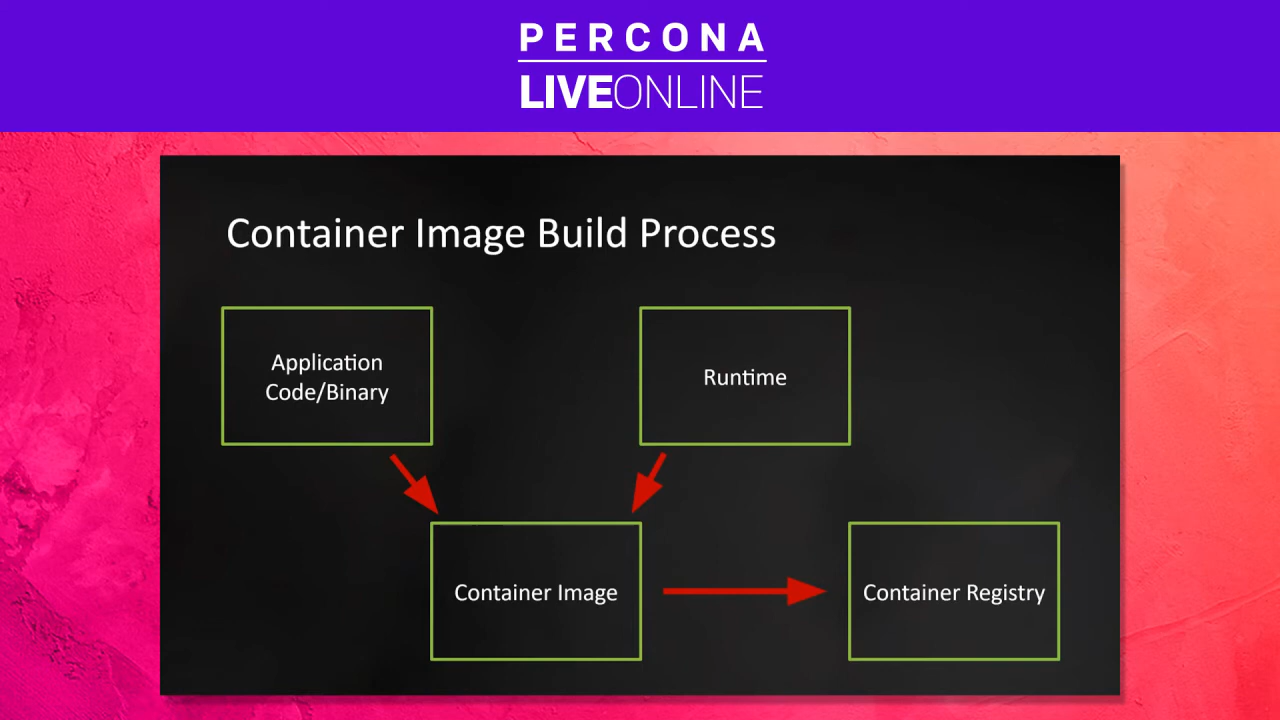 PERCONA
LIVEONLINE
Container Image Build Process
Application
Code/Binary
Runtime
Container Image
Container Registry